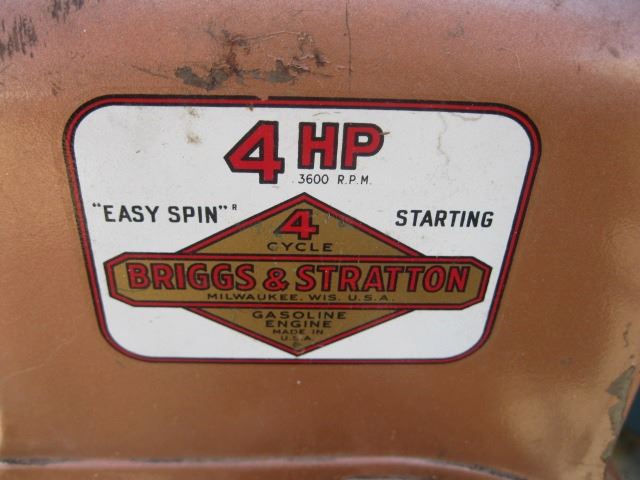 4 HP
3600 R.P.M.
"EASY SPIN"® STARTING
4
CYCLE
BRIGGS & STRATTON
MILWAUKEE. WIS. U.S.A.
GASOLINE
ENGINE
MADE IN
U.S.A.